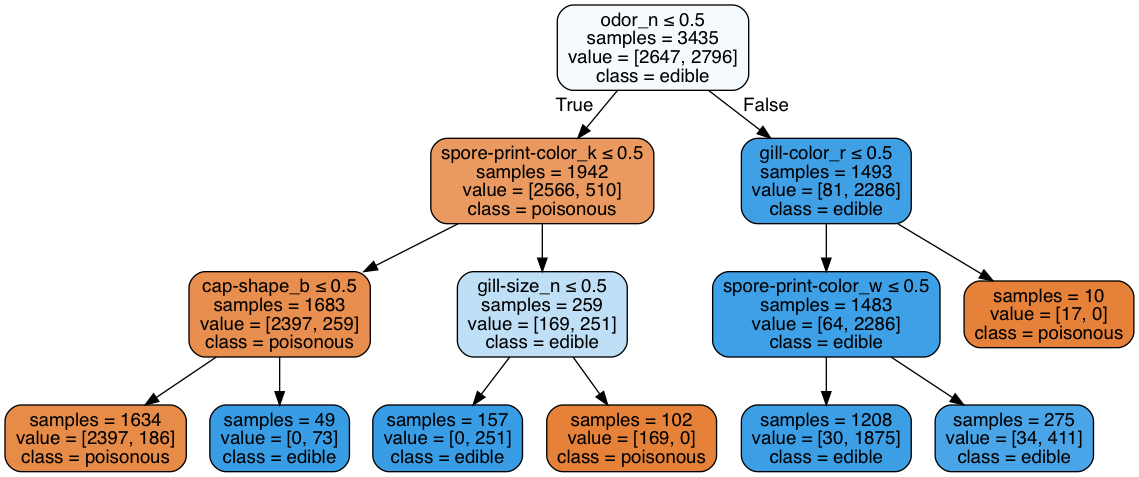 odor_n ≤ 0.5
samples = 3435
value = [2647, 2796]
class = edible
True
False
spore-print-color_k ≤ 0.5
samples = 1942
value = [2566, 510]
class = poisonous
gill-color_r ≤ 0.5
samples = 1493
value = [81, 2286]
class = edible
cap-shape_b ≤ 0.5
samples = 1683
value = [2397, 259]
class = poisonous
gill-size_n ≤ 0.5
samples = 259
value = [169, 251]
class = edible
spore-print-color_w ≤ 0.5
samples = 1483
value = [64, 2286]
class = edible
samples = 10
value = [17, 0]
class = poisonous
samples = 1634
value = [2397, 186]
class = poisonous
samples = 49
value = [0, 73]
class = edible
samples = 157
value = [0, 251]
class = edible
samples = 102
value = [169, 0]
class = poisonous
samples = 1208
value = [30, 1875]
class = edible
samples = 275
value = [34, 411]
class = edible